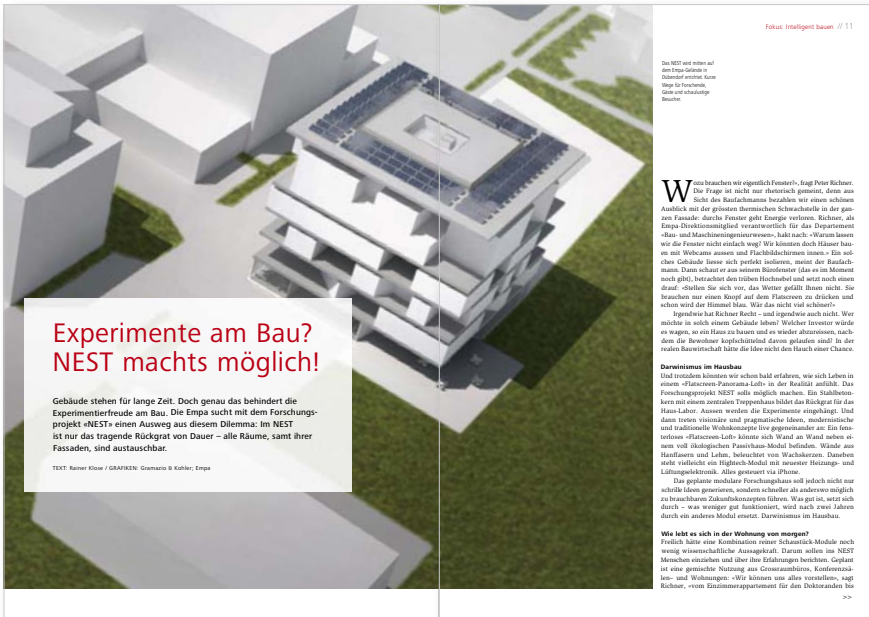 Fokus: Intelligent bauen // 11
Das NEST wird mitten auf
dem Empa-Gelände in
Dübendorf errichtet. Kurze
Wege für Forschende,
Gäste und schaulustige
Besucher.
Experimente am Bau?
NEST machts möglich!
Gebäude stehen für lange Zeit. Doch genau das behindert die
Experimentierfreude am Bau. Die Empa sucht mit dem Forschungs-
projekt «NEST» einen Ausweg aus diesem Dilemma: Im NEST
ist nur das tragende Rückgrat von Dauer – alle Räume, samt ihrer
Fassaden, sind austauschbar.
TEXT: Rainer Klose / GRAFIKEN: Gramazio & Kohler; Empa
Wozu brauchen wir eigentlich Fenster?», fragt Peter Richner.
Die Frage ist nicht nur rhetorisch gemeint, denn aus
Sicht des Baufachmanns bezahlen wir einen schönen
Ausblick mit der grössten thermischen Schwachstelle in der gan-
zen Fassade: durchs Fenster geht Energie verloren. Richner, als
Empa-Direktionsmitglied verantwortlich für das Departement
«Bau- und Maschineningenieurwesen», hakt nach: «Warum lassen
wir die Fenster nicht einfach weg? Wir könnten doch Häuser bau-
en mit Webcams aussen und Flachbildschirmen innen.» Ein sol-
ches Gebäude liesse sich perfekt isolieren, meint der Baufach-
mann. Dann schaut er aus seinem Bürofenster (das es im Moment
noch gibt), betrachtet den trüben Hochnebel und setzt noch einen
drauf: «Stellen Sie sich vor, das Wetter gefällt Ihnen nicht. Sie
brauchen nur einen Knopf auf dem Flatscreen zu drücken und
schon wird der Himmel blau. Wär das nicht viel schöner?»
Irgendwie hat Richner Recht – und irgendwie auch nicht. Wer
möchte in solch einem Gebäude leben? Welcher Investor würde
es wagen, so ein Haus zu bauen und es wieder abzureissen, nach-
dem die Bewohner kopfschüttelnd davon gelaufen sind? In der
realen Bauwirtschaft hätte die Idee nicht den Hauch einer Chance.
Darwinismus im Hausbau
Und trotzdem könnten wir schon bald erfahren, wie sich Leben in
einem «Flatscreen-Panorama-Loft» in der Realität anfühlt. Das
Forschungsprojekt NEST solls möglich machen. Ein Stahlbeton-
kern mit einem zentralen Treppenhaus bildet das Rückgrat für das
Haus-Labor. Aussen werden die Experimente eingehängt. Und
dann treten visionäre und pragmatische Ideen, modernistische
und traditionelle Wohnkonzepte live gegeneinander an: Ein fens-
terloses «Flatscreen-Loft» könnte sich Wand an Wand neben ei-
nem voll ökologischen Passivhaus-Modul befinden. Wände aus
Hanffasern und Lehm, beleuchtet von Wachskerzen. Daneben
steht vielleicht ein Hightech-Modul mit neuester Heizungs- und
Lüftungselektronik. Alles gesteuert via iPhone.
Das geplante modulare Forschungshaus soll jedoch nicht nur
schrille Ideen generieren, sondern schneller als anderswo möglich
zu brauchbaren Zukunftskonzepten führen. Was gut ist, setzt sich
durch – was weniger gut funktioniert, wird nach zwei Jahren
durch ein anderes Modul ersetzt. Darwinismus im Hausbau.
Wie lebt es sich in der Wohnung von morgen?
Freilich hätte eine Kombination reiner Schaustück-Module noch
wenig wissenschaftliche Aussagekraft. Darum sollen ins NEST
Menschen einziehen und über ihre Erfahrungen berichten. Geplant
ist eine gemischte Nutzung aus Grossraumbüros, Konferenzsä-
len– und Wohnungen: «Wir können uns alles vorstellen», sagt
Richner, «vom Einzimmerappartement für den Doktoranden bis
>>